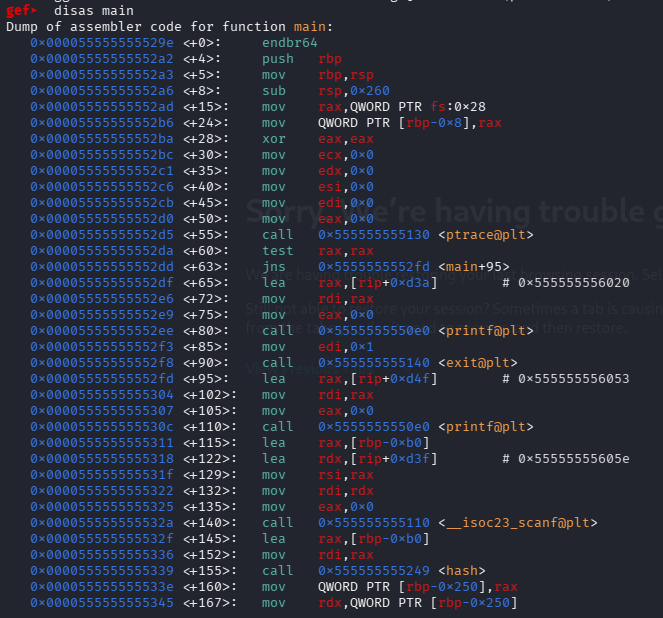 gef➤  disas main
Dump of assembler code for function main:
   0x000055555555529e <+0>:     endbr64
   0x00005555555552a2 <+4>:     push   rbp
   0x00005555555552a3 <+5>:     mov    rbp,rsp
   0x00005555555552a6 <+8>:     sub    rsp,0x260
   0x00005555555552ad <+15>:    mov    rax,QWORD PTR fs:0x28
   0x00005555555552b6 <+24>:    mov    QWORD PTR [rbp-0x8],rax
   0x00005555555552ba <+28>:    xor    eax,eax
   0x00005555555552bc <+30>:    mov    ecx,0x0
   0x00005555555552c1 <+35>:    mov    edx,0x0
   0x00005555555552c6 <+40>:    mov    esi,0x0
   0x00005555555552cb <+45>:    mov    edi,0x0
   0x00005555555552d0 <+50>:    mov    eax,0x0
   0x00005555555552d5 <+55>:    call   0x555555555130 <ptrace@plt>
   0x00005555555552da <+60>:    test   rax,rax
   0x00005555555552dd <+63>:    jns    0x5555555552fd <main+95>
   0x00005555555552df <+65>:    lea    rax,[rip+0xd3a]        # 0x555555556020
   0x00005555555552e6 <+72>:    mov    rdi,rax
   0x00005555555552e9 <+75>:    mov    eax,0x0
   0x00005555555552ee <+80>:    call   0x5555555550e0 <printf@plt>
   0x00005555555552f3 <+85>:    mov    edi,0x1
   0x00005555555552f8 <+90>:    call   0x555555555140 <exit@plt>
   0x00005555555552fd <+95>:    lea    rax,[rip+0xd4f]        # 0x555555556053
   0x0000555555555304 <+102>:   mov    rdi,rax
   0x0000555555555307 <+105>:   mov    eax,0x0
   0x000055555555530c <+110>:   call   0x5555555550e0 <printf@plt>
   0x0000555555555311 <+115>:   lea    rax,[rbp-0xb0]
   0x0000555555555318 <+122>:   lea    rdx,[rip+0xd3f]        # 0x55555555605e
   0x000055555555531f <+129>:   mov    rsi,rax
   0x0000555555555322 <+132>:   mov    rdi,rdx
   0x0000555555555325 <+135>:   mov    eax,0x0
   0x000055555555532a <+140>:   call   0x555555555110 <__isoc23_scanf@plt>
   0x000055555555532f <+145>:   lea    rax,[rbp-0xb0]
   0x0000555555555336 <+152>:   mov    rdi,rax
   0x0000555555555339 <+155>:   call   0x555555555249 <hash>
   0x000055555555533e <+160>:   mov    QWORD PTR [rbp-0x250],rax
   0x0000555555555345 <+167>:   mov    rdx,QWORD PTR [rbp-0x250]